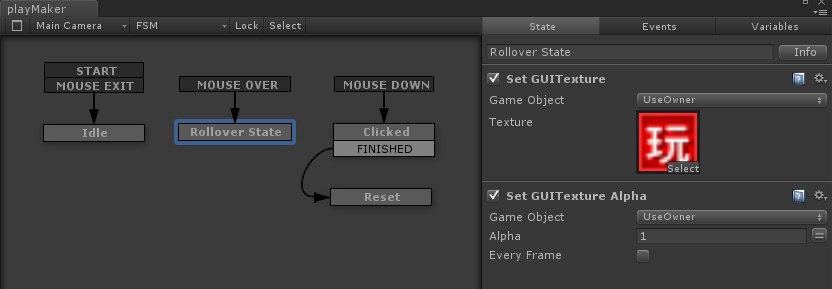 playMaker
Main Camera FSM Lock Select
State Events Variables
START
MOUSE EXIT
Idle
MOUSE OVER
Rollover State
MOUSE DOWN
Clicked
FINISHED
Reset
Rollover State Info
Set GUITexture
Game Object UseOwner
Texture
玩
Select
Set GUITexture Alpha
Game Object UseOwner
Alpha 1
Every Frame